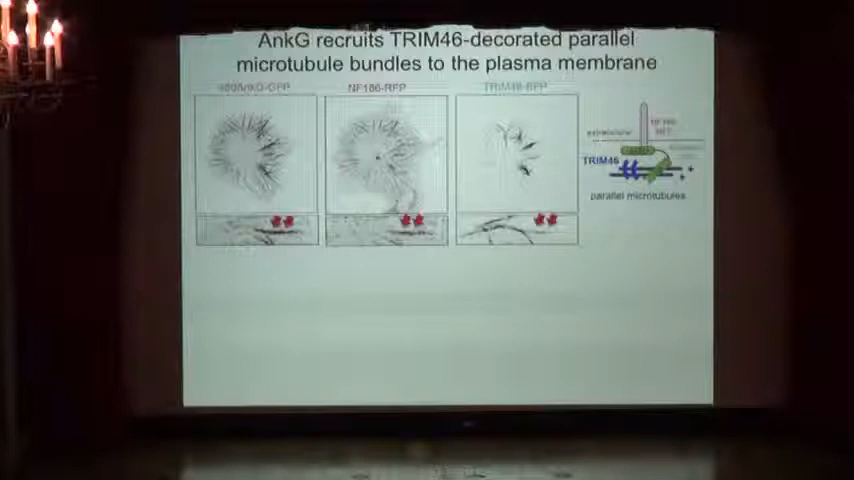 AnkG recruits TRIM46-decorated parallel
microtubule bundles to the plasma membrane
NF186-RFP
TRIM46
parallel microtubules